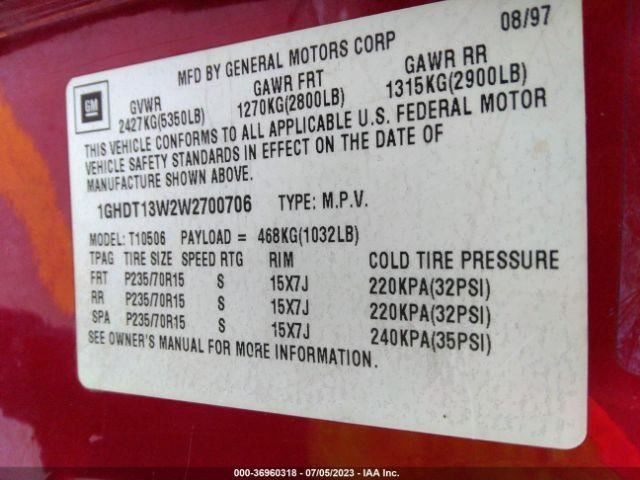 08/97
MFD BY GENERAL MOTORS CORP
GM
GVWR GAWR FRT GAWR RR
2427KG(5350LB) 1270KG(2800LB) 1315KG(2900LB)
THIS VEHICLE CONFORMS TO ALL APPLICABLE U.S. FEDERAL MOTOR
VEHICLE SAFETY STANDARDS IN EFFECT ON THE DATE OF
MANUFACTURE SHOWN ABOVE.
1GHDT13W2W2700706 TYPE: M.P.V.
MODEL: T10506 PAYLOAD = 468KG(1032LB)
TPAG TIRE SIZE SPEED RTG RIM COLD TIRE PRESSURE
FRT P235/70R15 S 15X7J 220KPA(32PSI)
RR P235/70R15 S 15X7J 220KPA(32PSI)
SPA P235/70R15 S 15X7J 240KPA(35PSI)
SEE OWNER'S MANUAL FOR MORE INFORMATION.
000-36960318 - 07/05/2023 - IAA Inc.